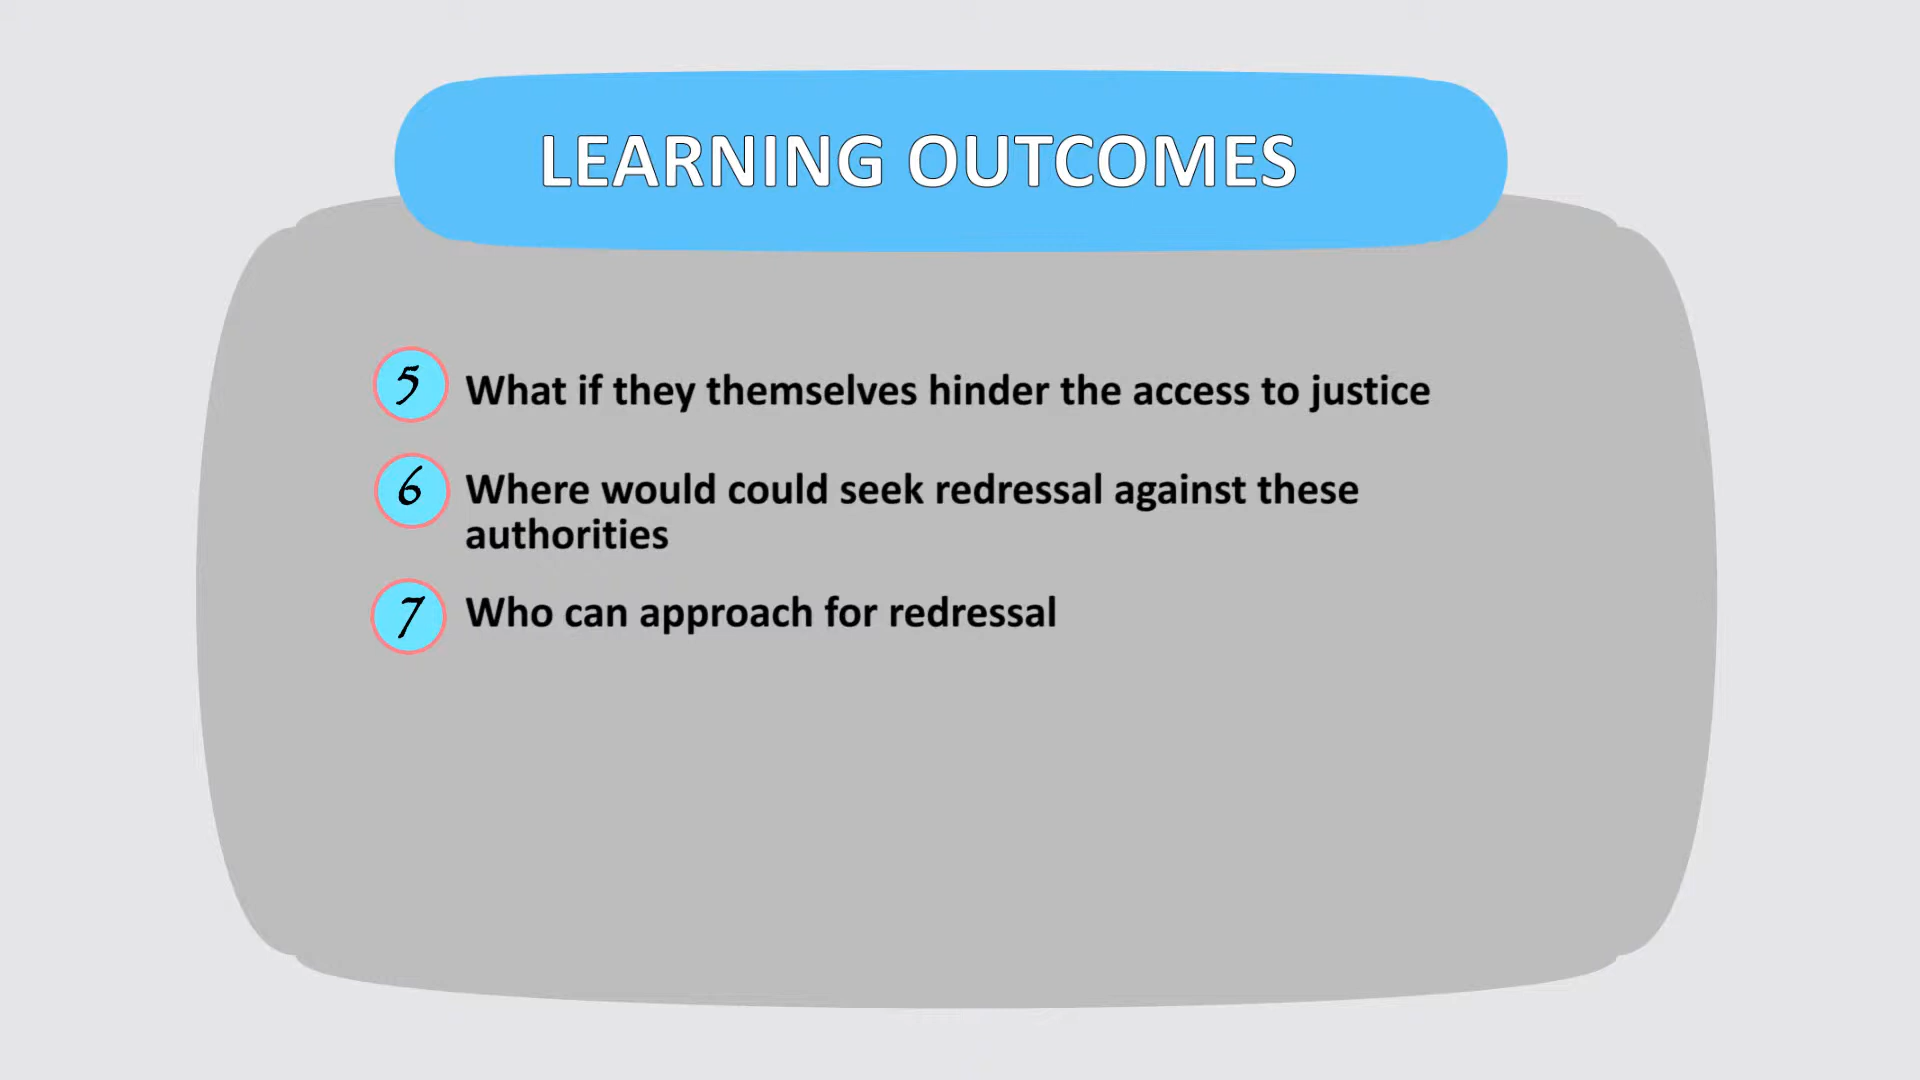 LEARNING OUTCOMES
5 What if they themselves hinder the access to justice
6 Where would could seek redressal against these
authorities
7 Who can approach for redressal